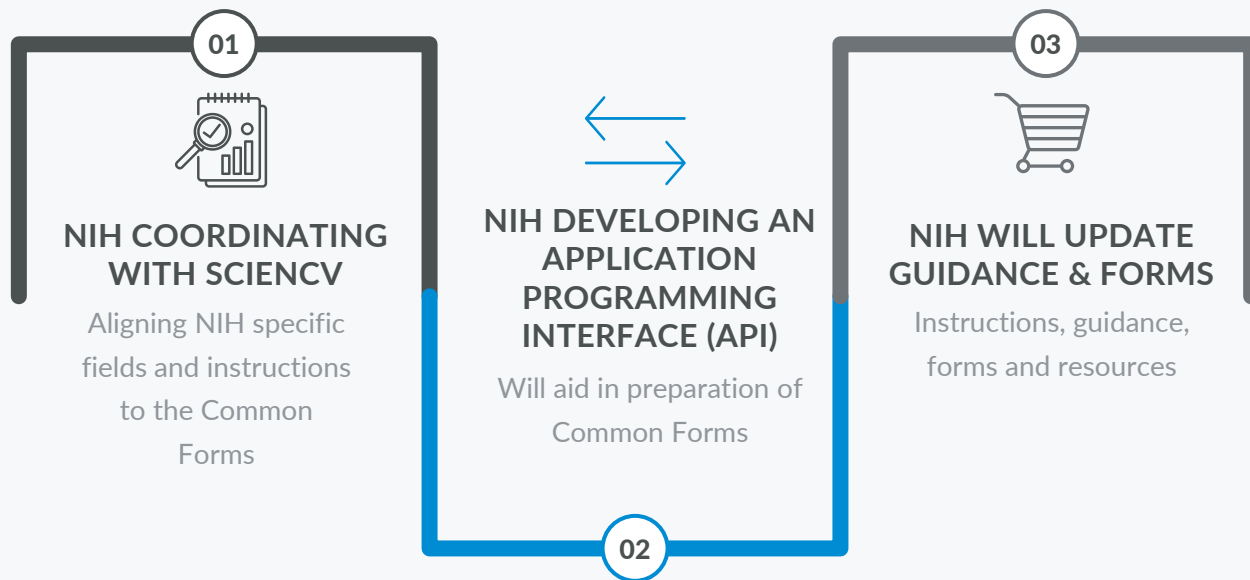 01
NIH COORDINATING
WITH SCIENCV
Aligning NIH specific
fields and instructions
to the Common
Forms
NIH DEVELOPING AN
APPLICATION
PROGRAMMING
INTERFACE (API)
Will aid in preparation of
Common Forms
02
03
NIH WILL UPDATE
GUIDANCE & FORMS
Instructions, guidance,
forms and resources